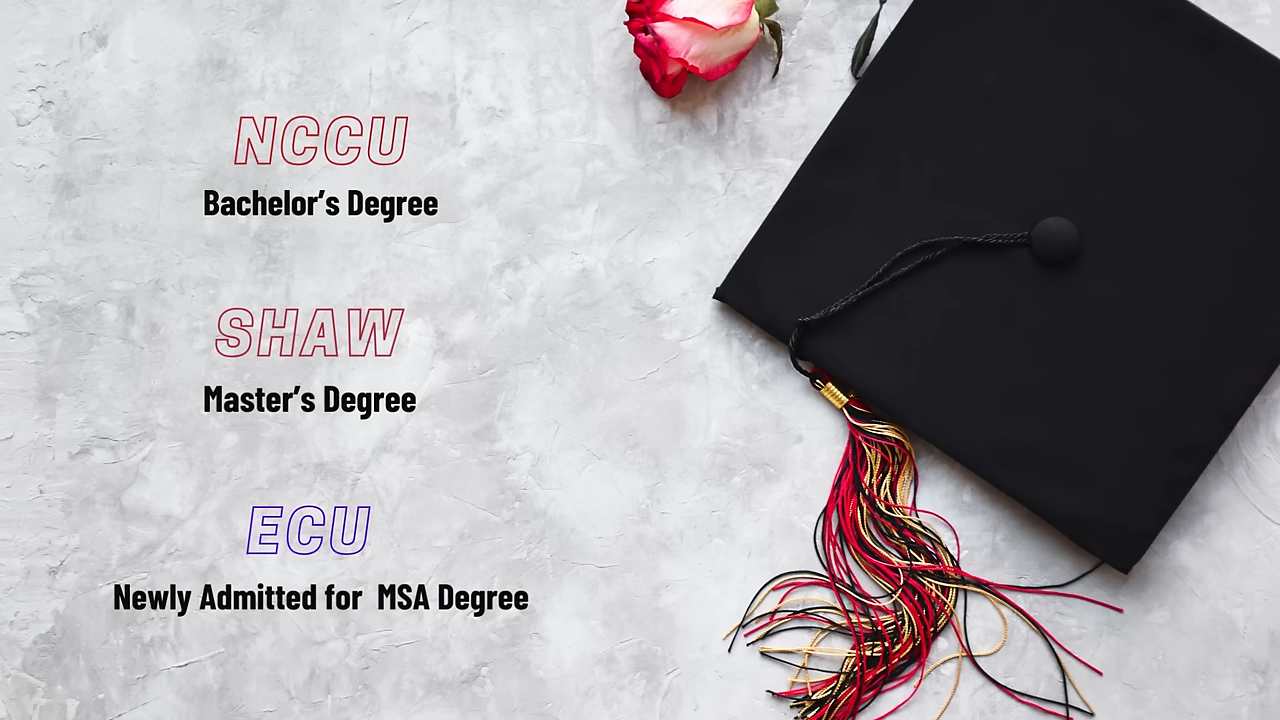 NCCU
Bachelor's Degree
SHAW
Master's Degree
ECU
Newly Admitted for  MSA Degree